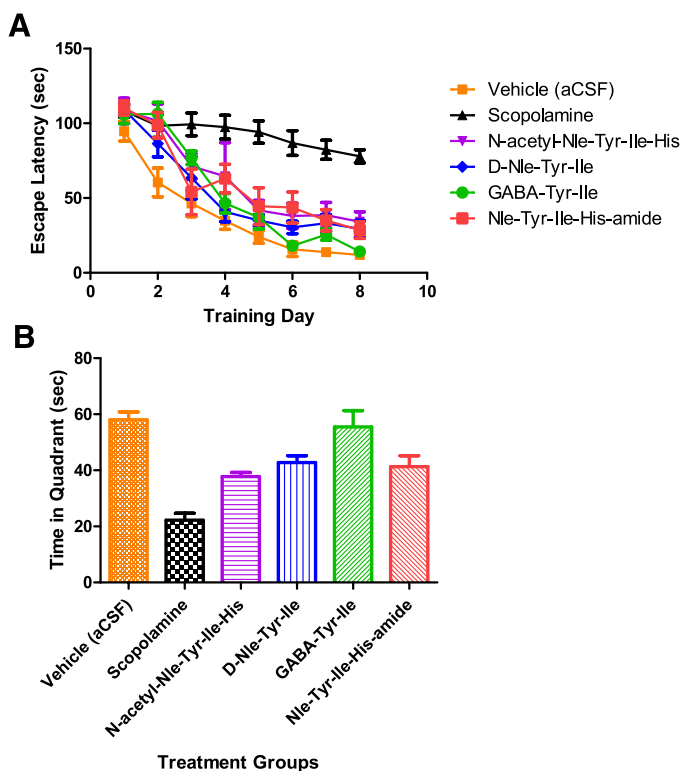 A
Escape Latency (sec)
150
100
50
0
0 2 4 6 8 10
Training Day
Vehicle (aCSF)
Scopolamine
N-acetyl-Nle-Tyr-Ile-His
D-Nle-Tyr-Ile
GABA-Tyr-Ile
Nle-Tyr-Ile-His-amide
B
Time in Quadrant (sec)
80
60
40
20
0
Vehicle (aCSF)
Scopolamine
N-acetyl-Nle-Tyr-Ile-His
D-Nle-Tyr-Ile
GABA-Tyr-Ile
Nle-Tyr-Ile-His-amide
Treatment Groups